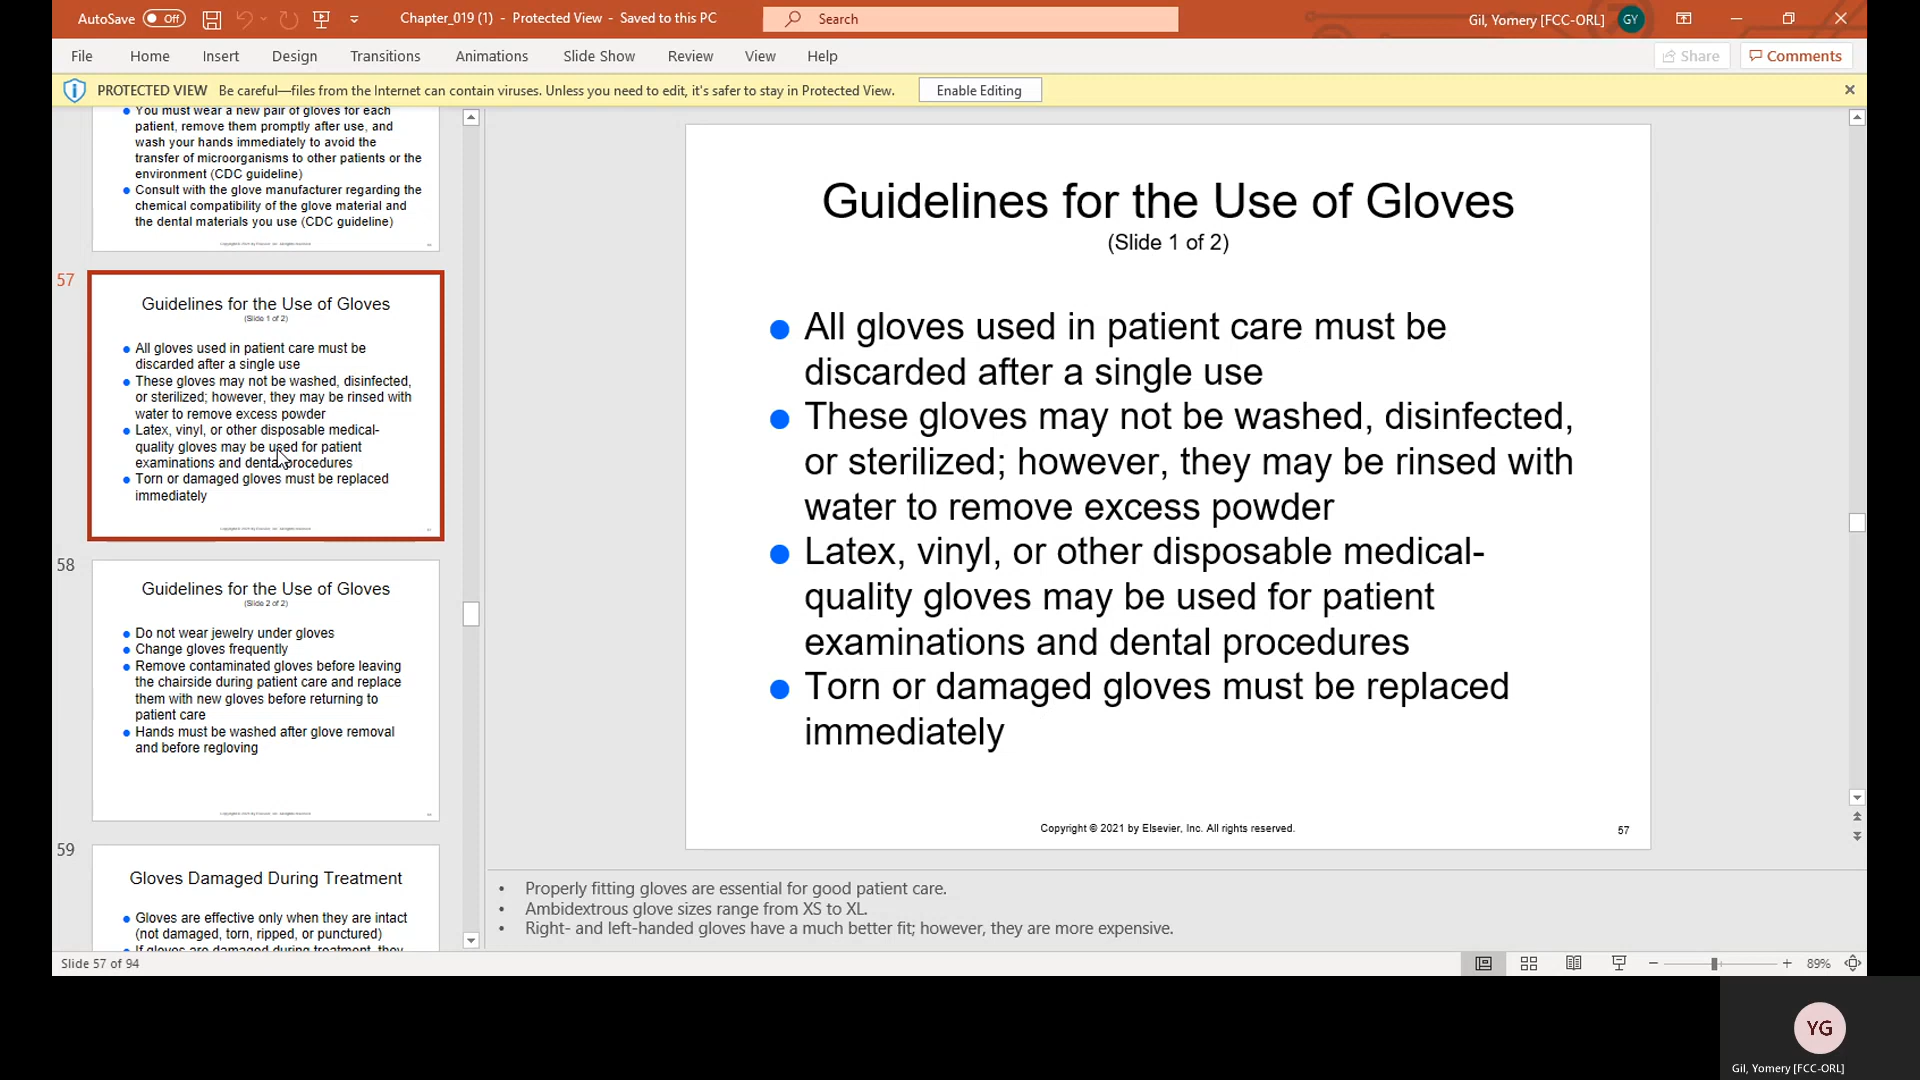 AutoSave Off Chapter_019 (1) - Protected View - Saved to this PC Search Gil, Yomery [FCC-ORL] GY
File Home Insert Design Transitions Animations Slide Show Review View Help Share Comments
PROTECTED VIEW Be careful—files from the Internet can contain viruses. Unless you need to edit, it's safer to stay in Protected View. Enable Editing
You must wear a new pair of gloves for each
patient, remove them promptly after use, and
wash your hands immediately to avoid the
transfer of microorganisms to other patients or the
environment (CDC guideline)
Consult with the glove manufacturer regarding the
chemical compatibility of the glove material and
the dental materials you use (CDC guideline)
57
Guidelines for the Use of Gloves
(Slide 1 of 2)
All gloves used in patient care must be
discarded after a single use
These gloves may not be washed, disinfected,
or sterilized; however, they may be rinsed with
water to remove excess powder
Latex, vinyl, or other disposable medical-
quality gloves may be used for patient
examinations and dental procedures
Torn or damaged gloves must be replaced
immediately
58
Guidelines for the Use of Gloves
(Slide 2 of 2)
Do not wear jewelry under gloves
Change gloves frequently
Remove contaminated gloves before leaving
the chairside during patient care and replace
them with new gloves before returning to
patient care
Hands must be washed after glove removal
and before regloving
59
Gloves Damaged During Treatment
Gloves are effective only when they are intact
(not damaged, torn, ripped, or punctured)
If gloves are damaged during treatment, they
Guidelines for the Use of Gloves
(Slide 1 of 2)
All gloves used in patient care must be
discarded after a single use
These gloves may not be washed, disinfected,
or sterilized; however, they may be rinsed with
water to remove excess powder
Latex, vinyl, or other disposable medical-
quality gloves may be used for patient
examinations and dental procedures
Torn or damaged gloves must be replaced
immediately
Copyright © 2021 by Elsevier, Inc. All rights reserved. 57
Properly fitting gloves are essential for good patient care.
Ambidextrous glove sizes range from XS to XL.
Right- and left-handed gloves have a much better fit; however, they are more expensive.
Slide 57 of 94 89%
YG
Gil, Yomery [FCC-ORL]